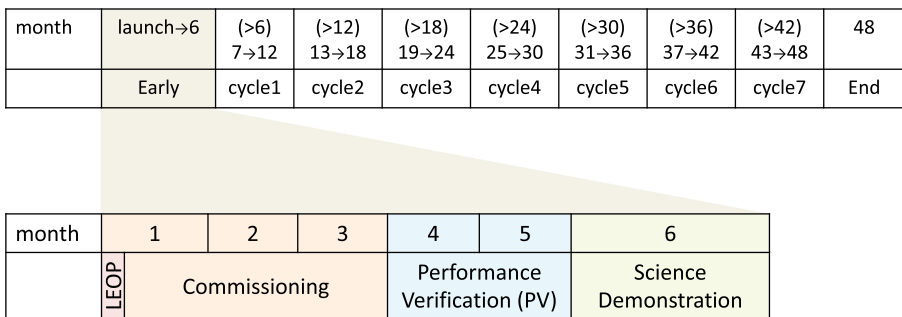 month launch→6 (>6) (>12) (>18) (>24) (>30) (>36) (>42) 48
7→12 13→18 19→24 25→30 31→36 37→42 43→48
Early cycle1 cycle2 cycle3 cycle4 cycle5 cycle6 cycle7 End
month 1 2 3 4 5 6
LEOP Commissioning Performance Science
Verification (PV) Demonstration